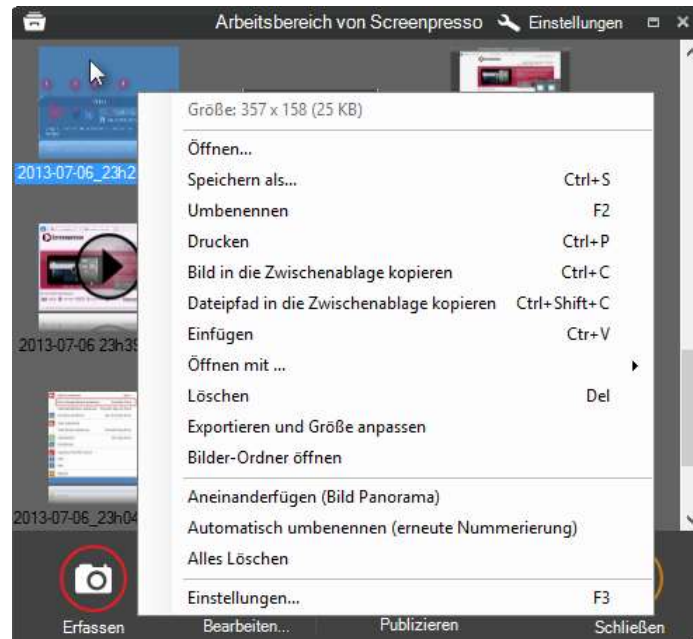 Arbeitsbereich von Screenpresso
Einstellungen
Größe: 357 x 158 (25 KB)
Öffnen...
Speichern als... Ctrl+S
Umbenennen F2
Drucken Ctrl+P
Bild in die Zwischenablage kopieren Ctrl+C
Dateipfad in die Zwischenablage kopieren Ctrl+Shift+C
Einfügen Ctr+V
Öffnen mit ...
Löschen Del
Exportieren und Größe anpassen
Bilder-Ordner öffnen
Aneinanderfügen (Bild Panorama)
Automatisch umbenennen (erneute Nummerierung)
Alles Löschen
Einstellungen... F3
2013-07-06_23h2
2013-07-06 23h39
2013-07-06_23h04
Erfassen
Bearbeiten...
Publizieren
Schließen